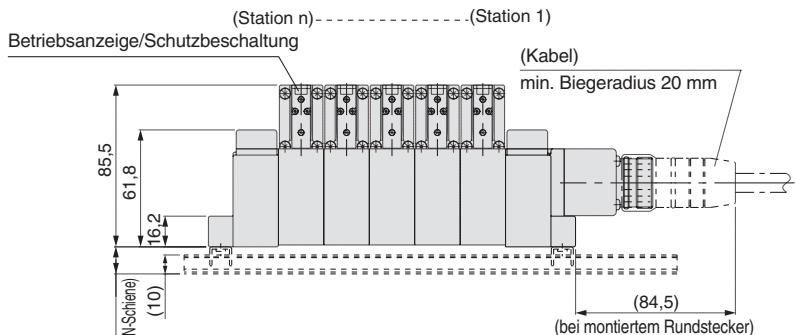 (Station n)
(Station 1)
Betriebsanzeige/Schutzbeschaltung
(Kabel)
min. Biegeradius 20 mm
85,5
61,8
16,2
N-Schiene)
(10)
(84,5)
(bei montiertem Rundstecker)